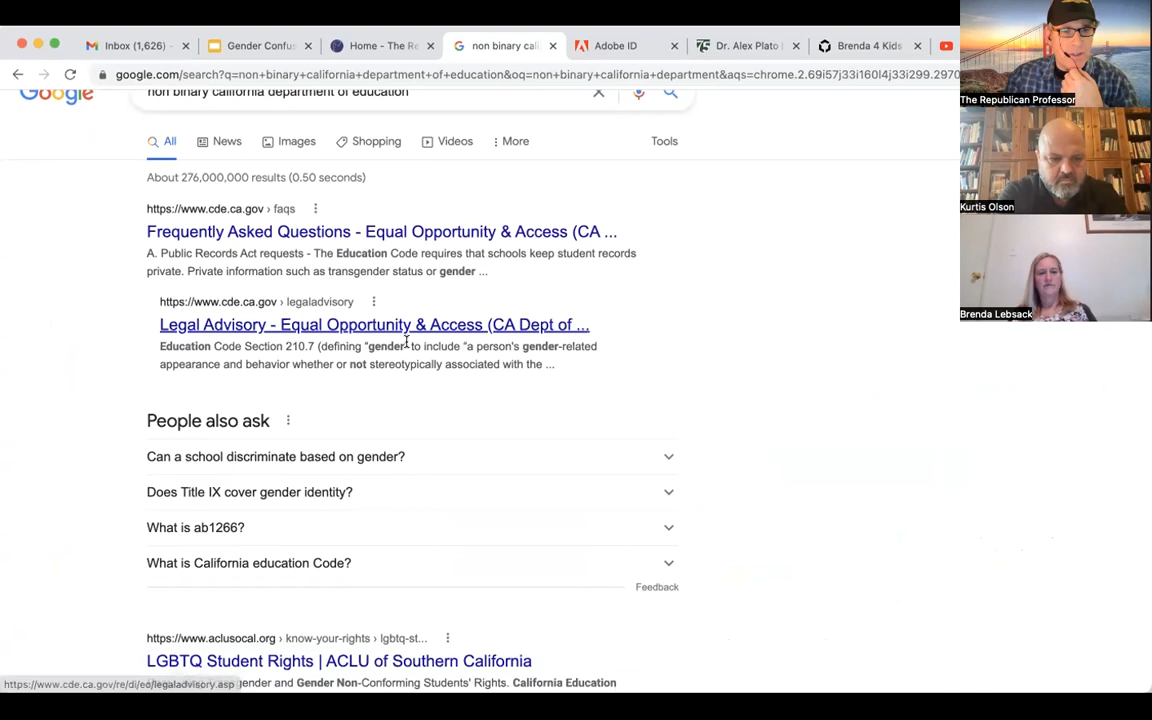 Inbox (1,626) -
Gender Confus
Home - The Re
non binary cali
Adobe ID
Dr. Alex Plato |
Brenda 4 Kids
google.com/search?q=non+binary+california+department+of+education&oq=non+binary+california+department&aqs=chrome.2.69i57j33i160l4j33i299.2970
Google
non binary california department of education
All
News
Images
Shopping
Videos
More
Tools
About 276,000,000 results (0.50 seconds)
https://www.cde.ca.gov › faqs
Frequently Asked Questions - Equal Opportunity & Access (CA ...
A. Public Records Act requests - The Education Code requires that schools keep student records
private. Private information such as transgender status or gender ...
https://www.cde.ca.gov › legaladvisory
Legal Advisory - Equal Opportunity & Access (CA Dept of ...
Education Code Section 210.7 (defining "gender" to include "a person's gender-related
appearance and behavior whether or not stereotypically associated with the ...
People also ask
Can a school discriminate based on gender?
Does Title IX cover gender identity?
What is ab1266?
What is California education Code?
Feedback
https://www.aclusocal.org › know-your-rights › lgbtq-st...
LGBTQ Student Rights | ACLU of Southern California
ender and Gender Non-Conforming Students' Rights. California Education
https://www.cde.ca.gov/re/di/eo/legaladvisory.asp
The Republican Professor
Kurtis Olson
Brenda Lebsack